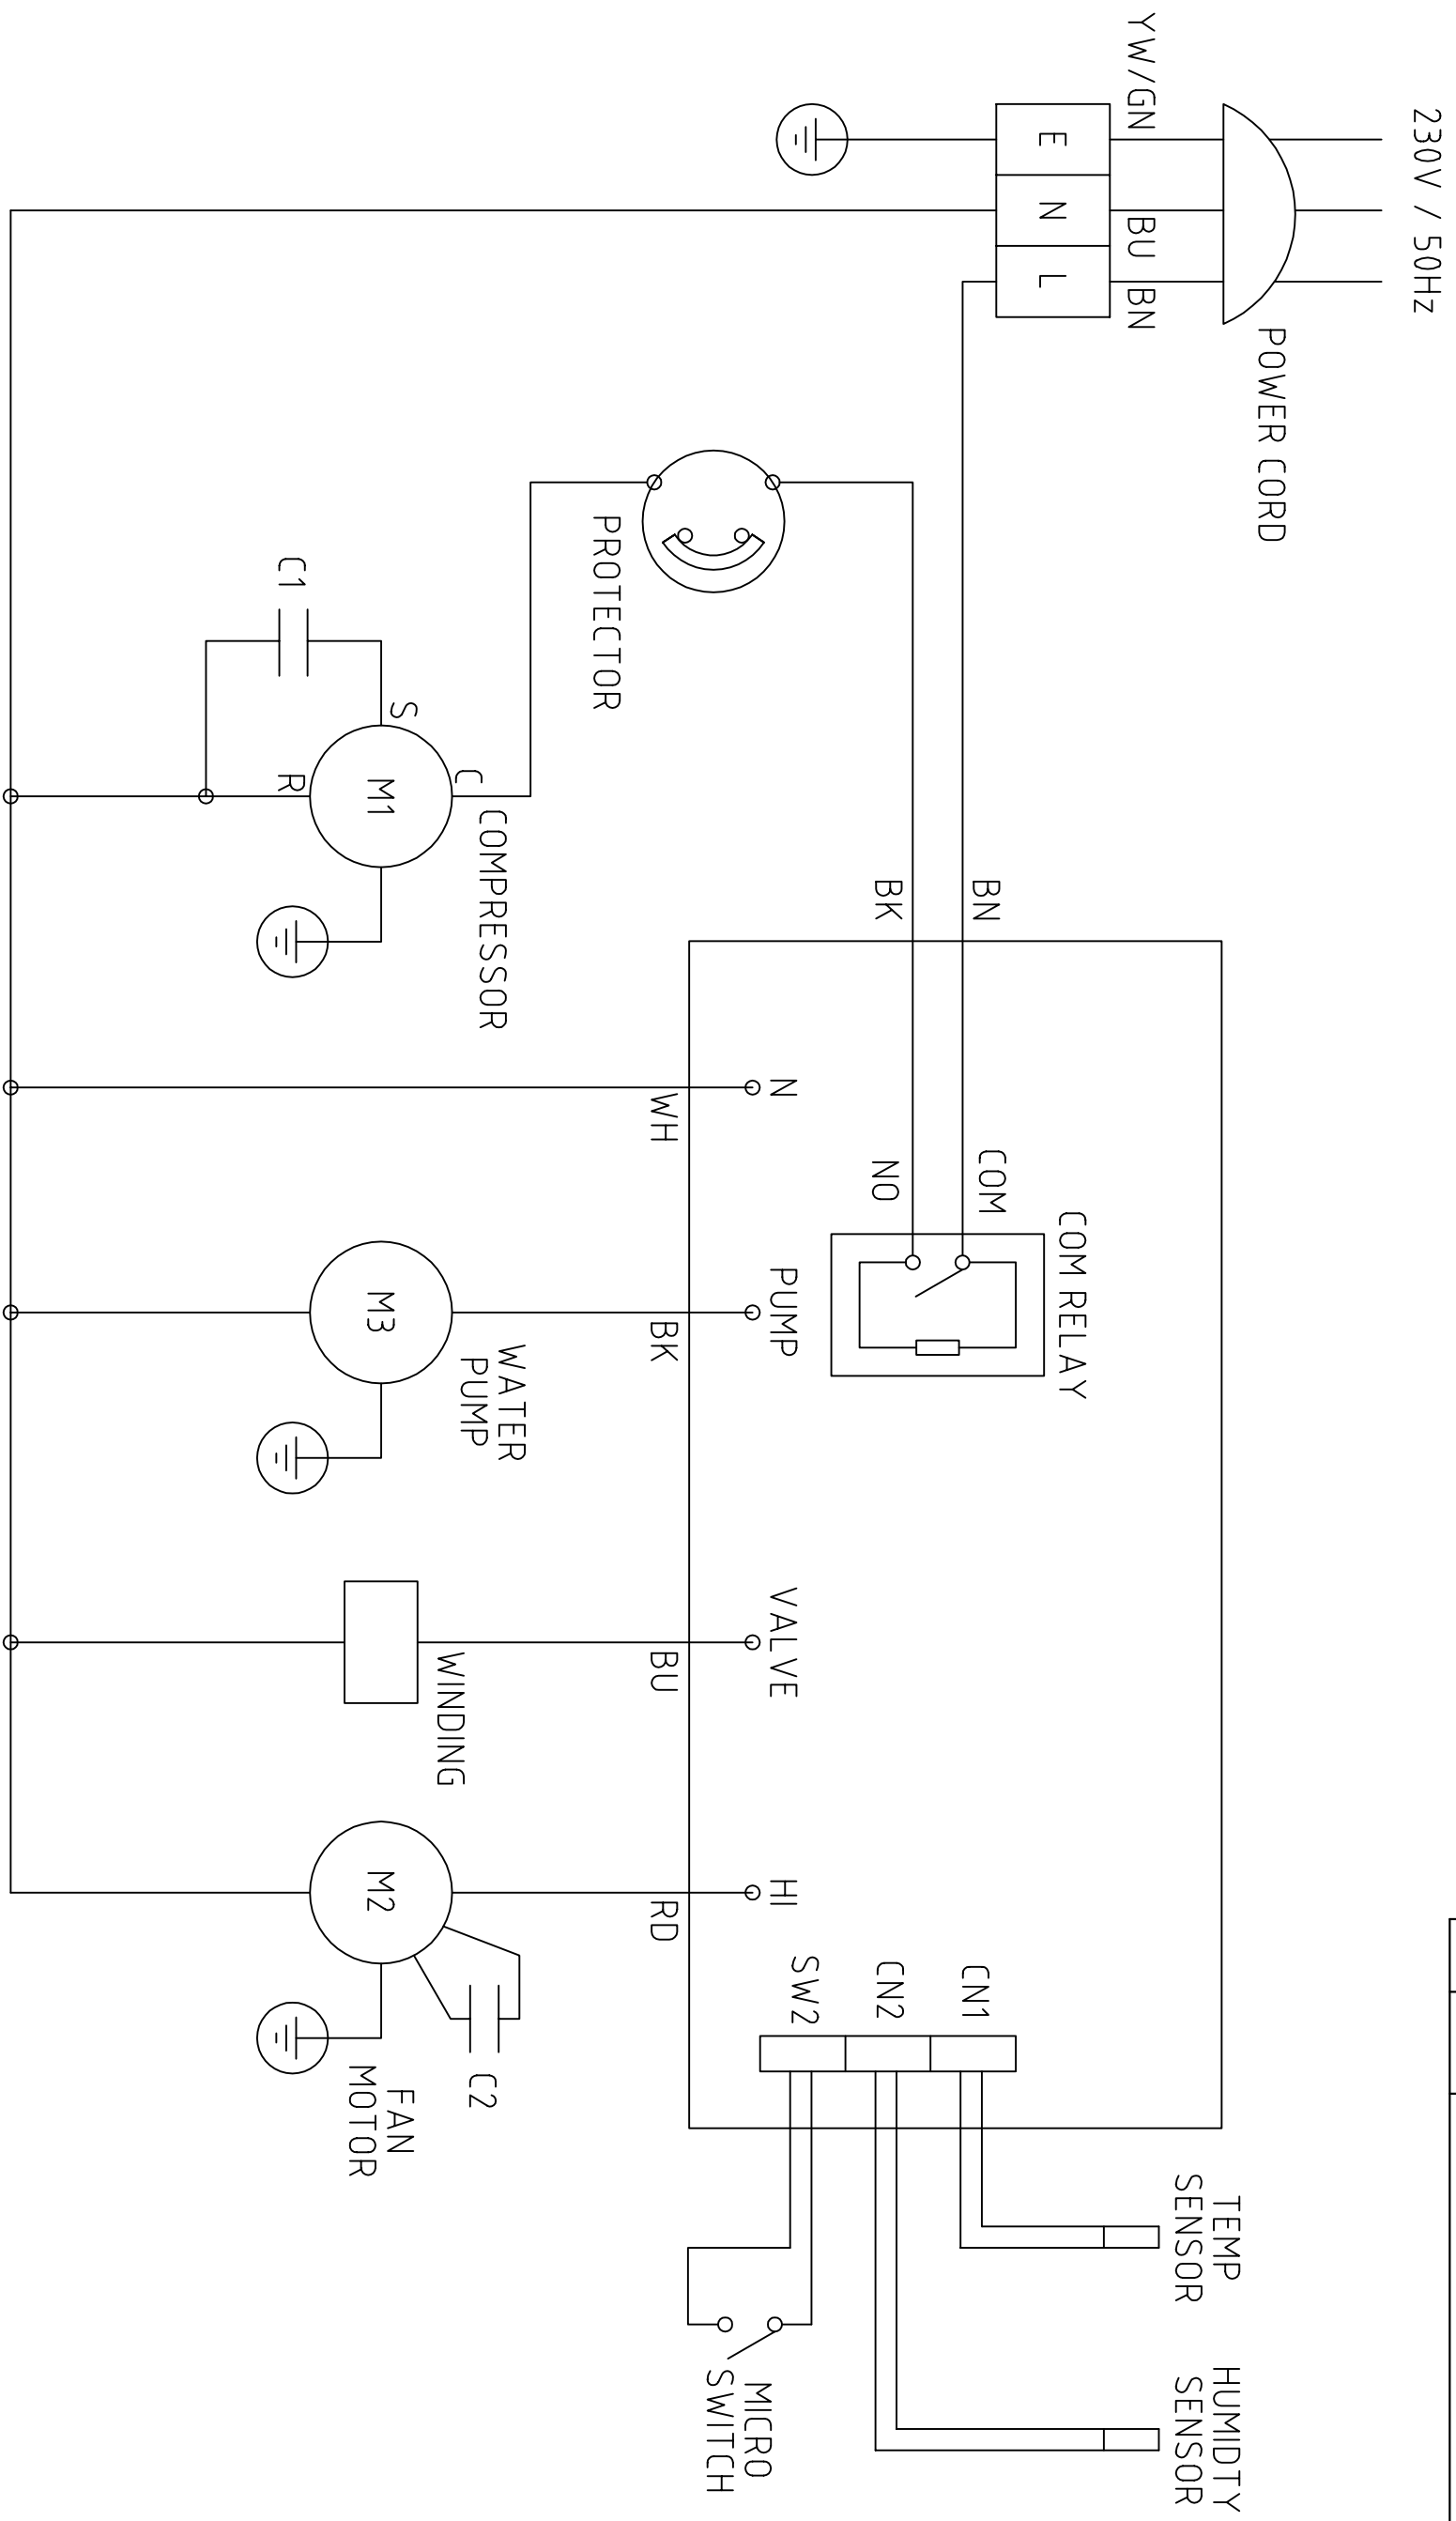 230V / 50Hz
POWER CORD
YW/GN
BU
BN
E
N
L
PROTECTOR
C1
S
C
R
M1
COMPRESSOR
BN
BK
COM
NO
COM RELAY
N
WH
PUMP
BK
M3
WATER
PUMP
VALVE
BU
WINDING
HI
RD
M2
C2
FAN
MOTOR
CN1
CN2
SW2
TEMP
SENSOR
HUMIDTY
SENSOR
MICRO
SWITCH